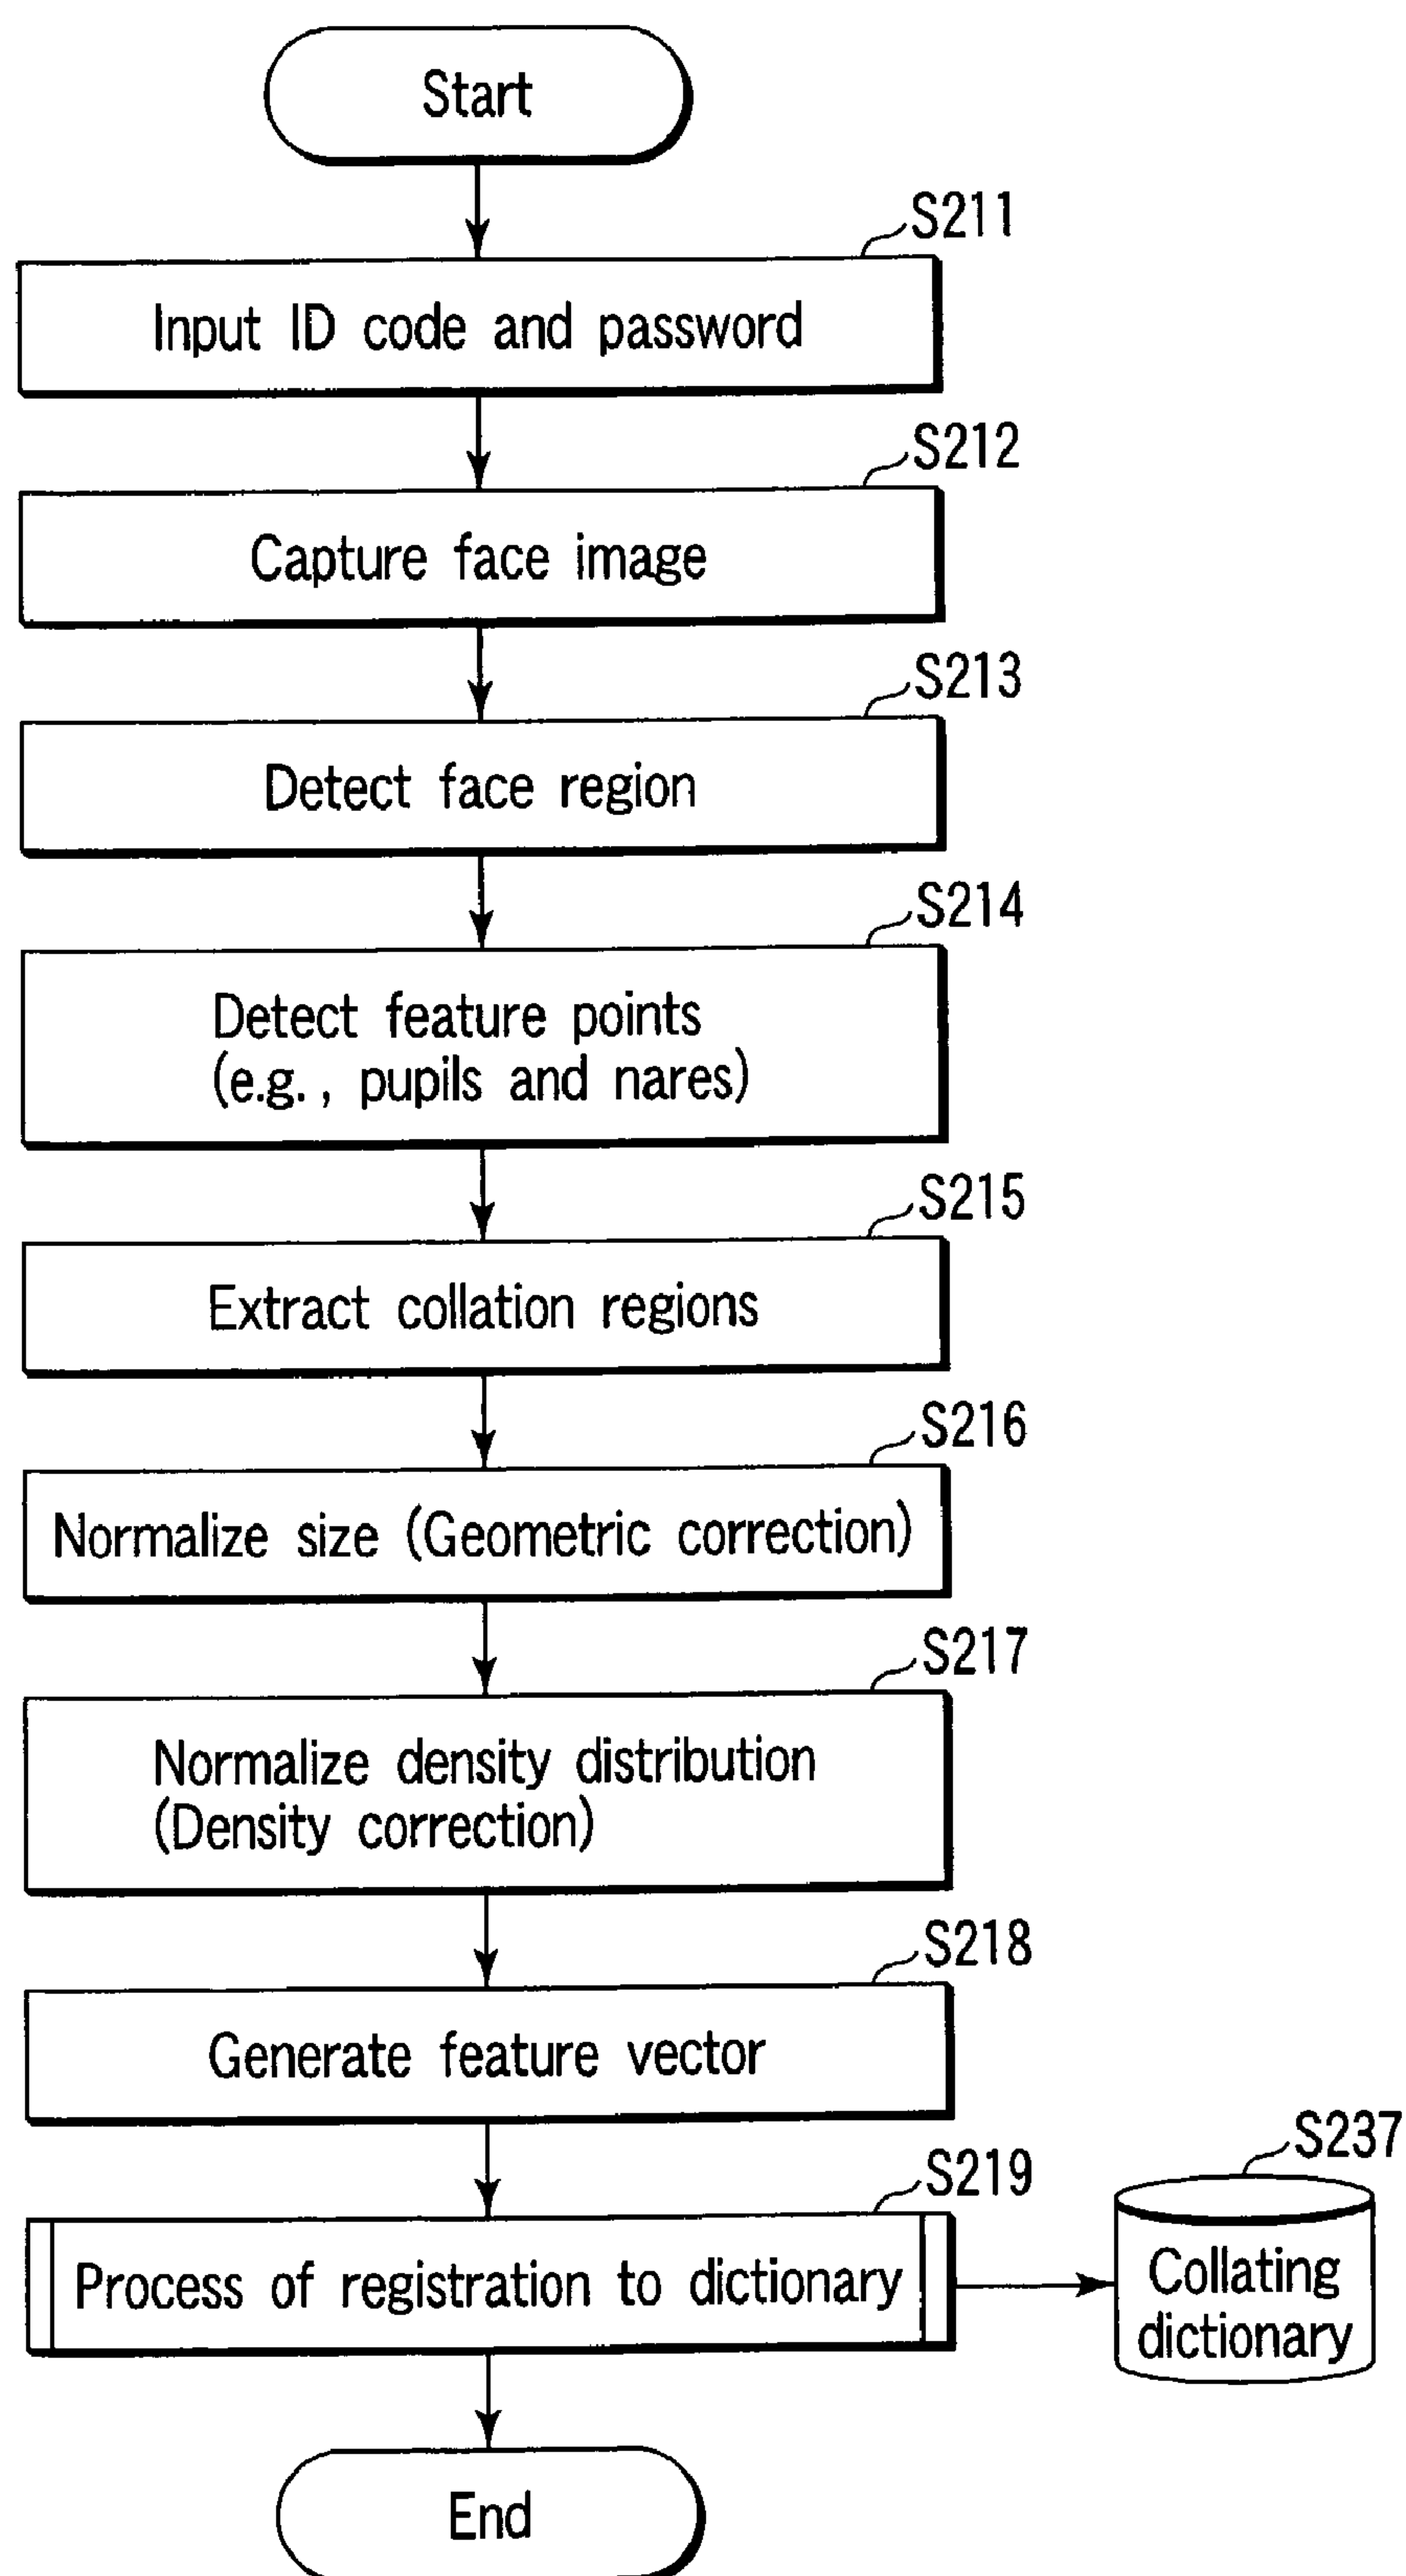 Start
S211
Input ID code and password
S212
Capture face image
S213
Detect face region
S214
Detect feature points
(e.g., pupils and nares)
S215
Extract collation regions
S216
Normalize size (Geometric correction)
S217
Normalize density distribution
(Density correction)
S218
Generate feature vector
S219
Process of registration to dictionary
S237
Collating
dictionary
End